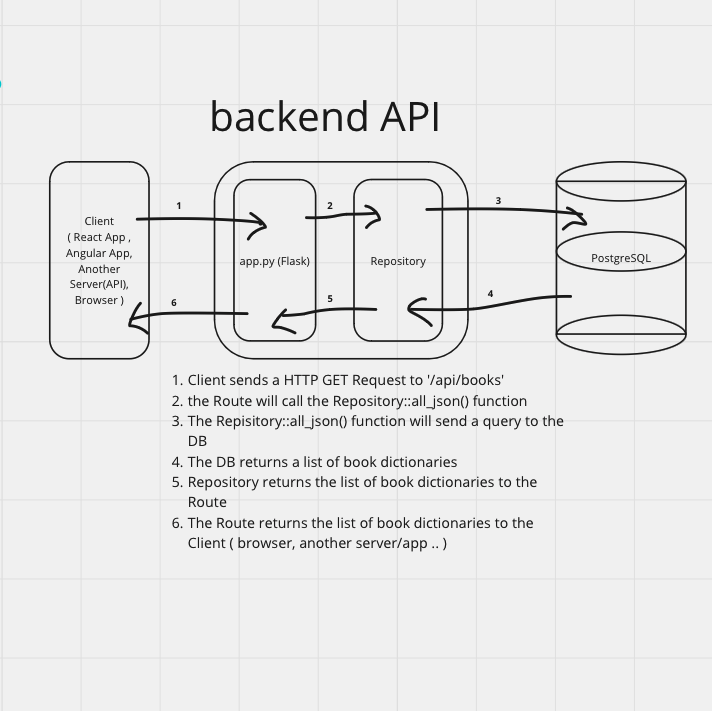 backend API
1
2
3
Client
( React App ,
Angular App,
Another
Server(API),
Browser )
app.py (Flask)
Repository
PostgreSQL
6
5
4
1. Client sends a HTTP GET Request to '/api/books'
2. the Route will call the Repository::all_json() function
3. The Repisitory::all_json() function will send a query to the
DB
4. The DB returns a list of book dictionaries
5. Repository returns the list of book dictionaries to the
Route
6. The Route returns the list of book dictionaries to the
Client ( browser, another server/app .. )